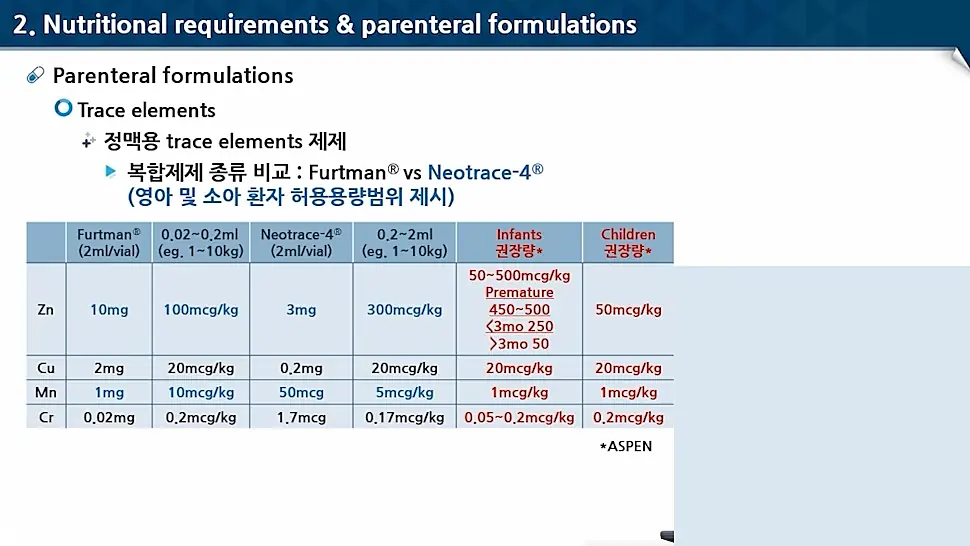 2. Nutritional requirements & parenteral formulations
Parenteral formulations
Trace elements
정맥용 trace elements 제제
복합제제 종류 비교 : Furtman® vs Neotrace-4®
(영아 및 소아 환자 허용용량범위 제시)
Furtman® (2ml/vial) 0.02~0.2ml (eg. 1~10kg) Neotrace-4® (2ml/vial) 0.2~2ml (eg. 1~10kg) Infants 권장량* Children 권장량*
Zn 10mg 100mcg/kg 3mg 300mcg/kg 50~500mcg/kg Premature 450~500 <3mo 250 >3mo 50 50mcg/kg
Cu 2mg 20mcg/kg 0.2mg 20mcg/kg 20mcg/kg 20mcg/kg
Mn 1mg 10mcg/kg 50mcg 5mcg/kg 1mcg/kg 1mcg/kg
Cr 0.02mg 0.2mcg/kg 1.7mcg 0.17mcg/kg 0.05~0.2mcg/kg 0.2mcg/kg
*ASPEN